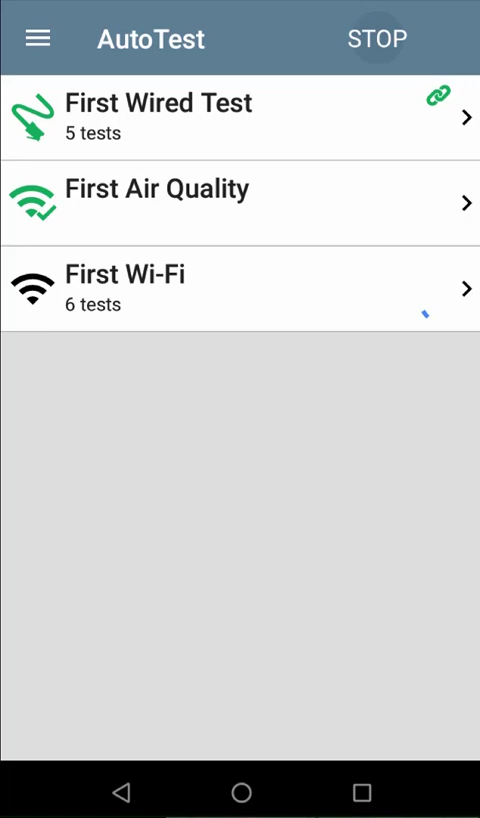 AutoTest
STOP
First Wired Test
5 tests
First Air Quality
First Wi-Fi
6 tests